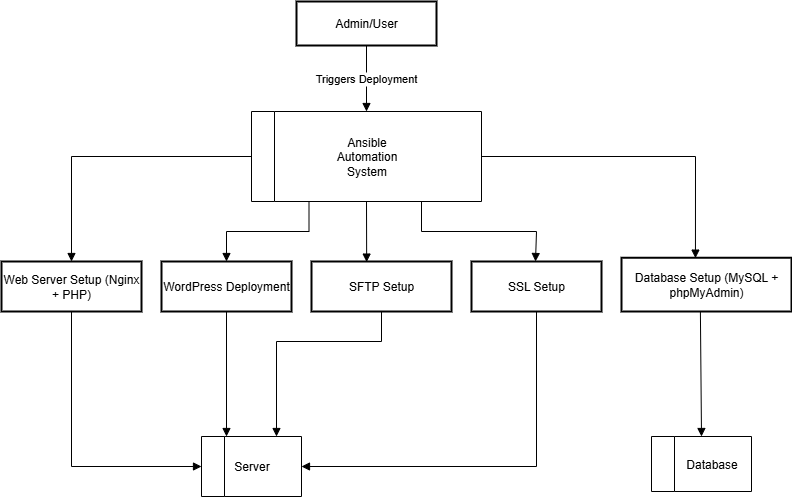 Admin/User
Triggers Deployment
Ansible
Automation
System
Web Server Setup (Nginx
+ PHP)
WordPress Deployment
SFTP Setup
SSL Setup
Database Setup (MySQL +
phpMyAdmin)
Server
Database